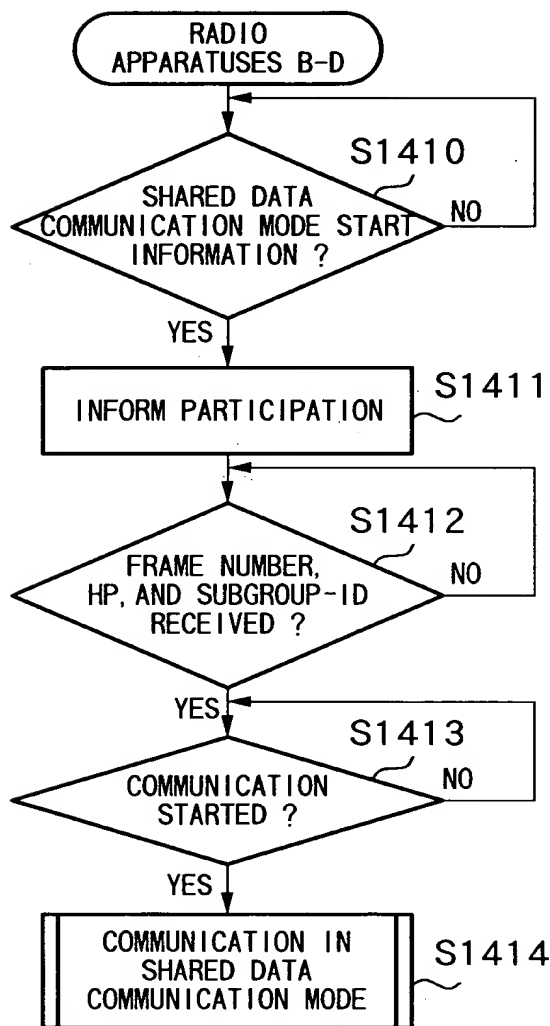 RADIO
APPARATUSES B-D
S1410
SHARED DATA
COMMUNICATION MODE START
INFORMATION ?
NO
YES
INFORM PARTICIPATION
S1411
S1412
FRAME NUMBER,
HP, AND SUBGROUP-ID
RECEIVED ?
NO
YES
S1413
COMMUNICATION
STARTED ?
NO
YES
COMMUNICATION IN
SHARED DATA
COMMUNICATION MODE
S1414